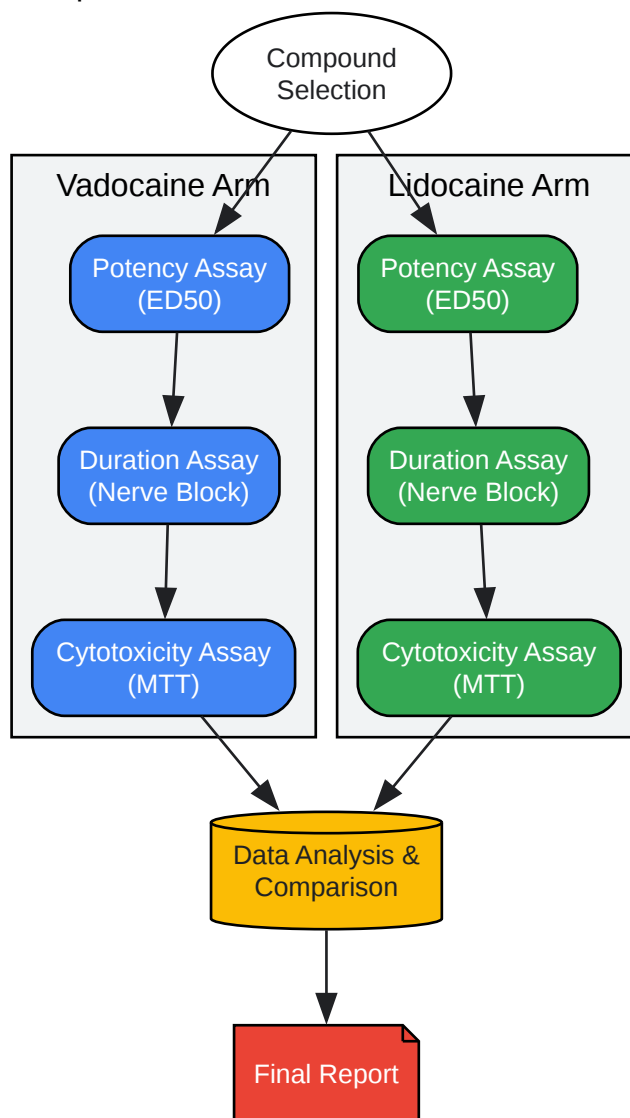 Compound
Selection
Vadocaine Arm
Potency Assay
(ED50)
Duration Assay
(Nerve Block)
Cytotoxicity Assay
(MTT)
Lidocaine Arm
Potency Assay
(ED50)
Duration Assay
(Nerve Block)
Cytotoxicity Assay
(MTT)
Data Analysis &
Comparison
Final Report